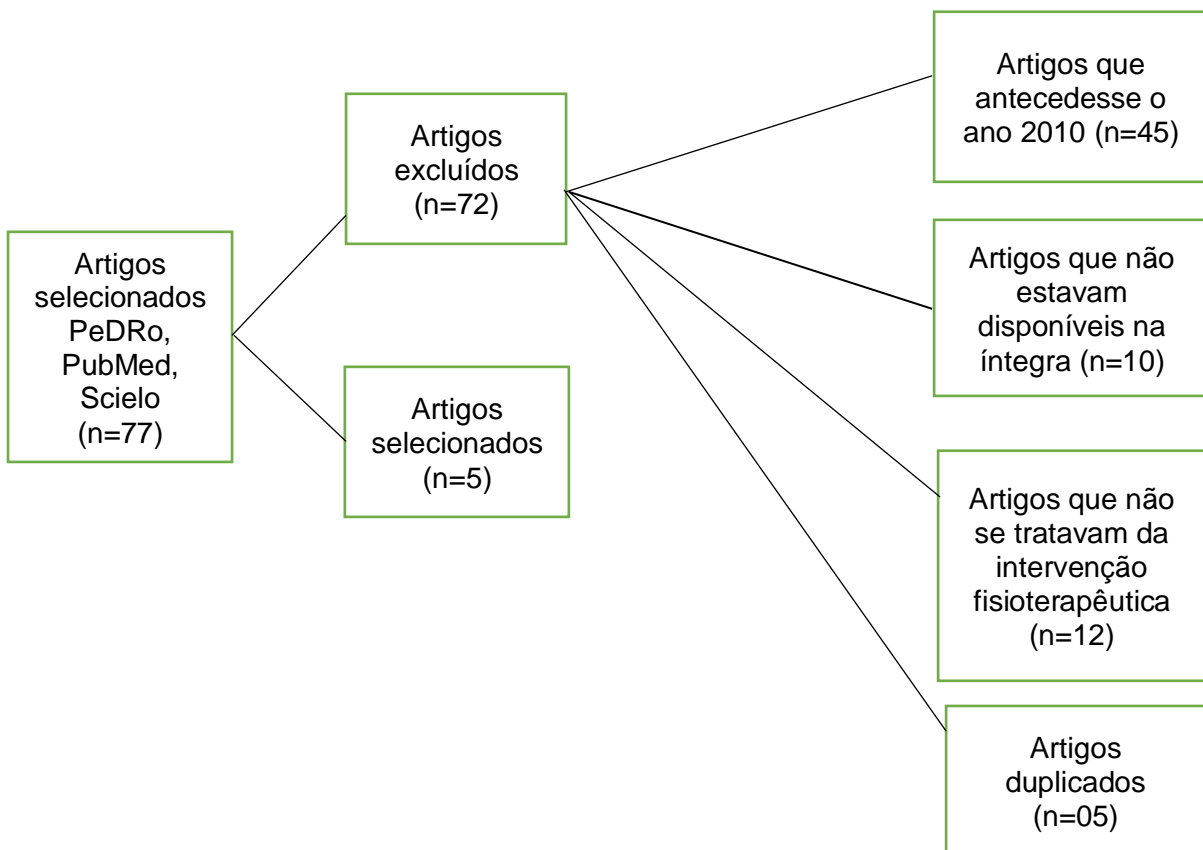 Artigos
selecionados
PeDRo,
PubMed,
Scielo
(n=77)
Artigos
excluídos
(n=72)
Artigos
selecionados
(n=5)
Artigos que
antecedesse o
ano 2010 (n=45)
Artigos que não
estavam
disponíveis na
íntegra (n=10)
Artigos que não
se tratavam da
intervenção
fisioterapêutica
(n=12)
Artigos
duplicados
(n=05)